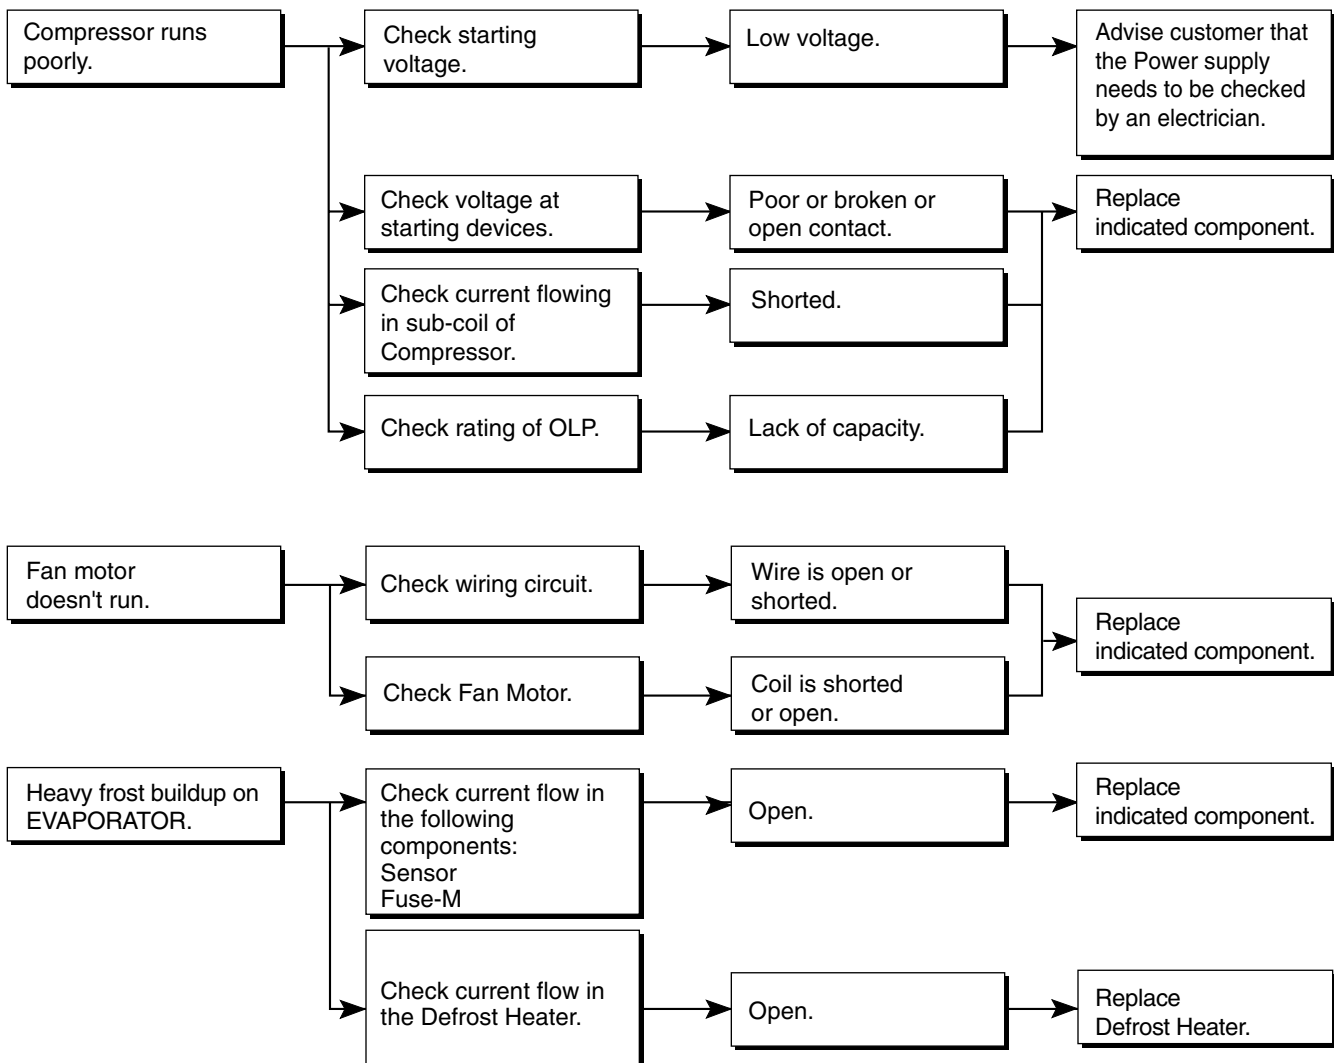 Compressor runs
poorly.
Check starting
voltage.
Low voltage.
Advise customer that
the Power supply
needs to be checked
by an electrician.
Check voltage at
starting devices.
Poor or broken or
open contact.
Replace
indicated component.
Check current flowing
in sub-coil of
Compressor.
Shorted.
Check rating of OLP.
Lack of capacity.
Fan motor
doesn't run.
Check wiring circuit.
Wire is open or
shorted.
Replace
indicated component.
Check Fan Motor.
Coil is shorted
or open.
Heavy frost buildup on
EVAPORATOR.
Check current flow in
the following
components:
Sensor
Fuse-M
Open.
Replace
indicated component.
Check current flow in
the Defrost Heater.
Open.
Replace
Defrost Heater.